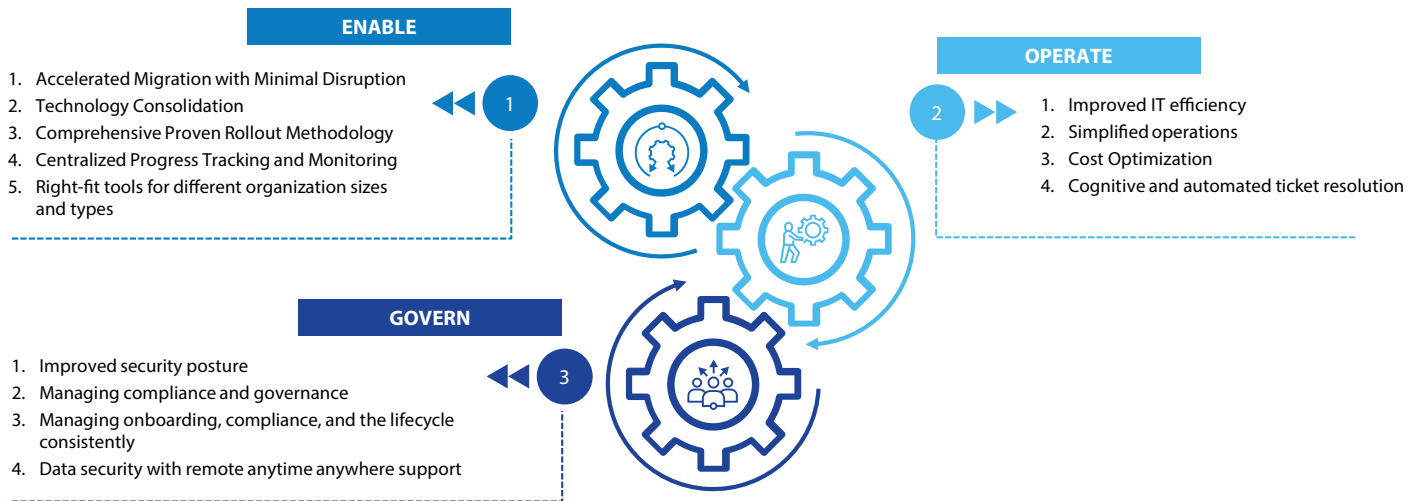 ENABLE
1. Accelerated Migration with Minimal Disruption
2. Technology Consolidation
3. Comprehensive Proven Rollout Methodology
4. Centralized Progress Tracking and Monitoring
5. Right-fit tools for different organization sizes
and types
1
OPERATE
2
1. Improved IT efficiency
2. Simplified operations
3. Cost Optimization
4. Cognitive and automated ticket resolution
GOVERN
1. Improved security posture
2. Managing compliance and governance
3. Managing onboarding, compliance, and the lifecycle
consistently
4. Data security with remote anytime anywhere support
3